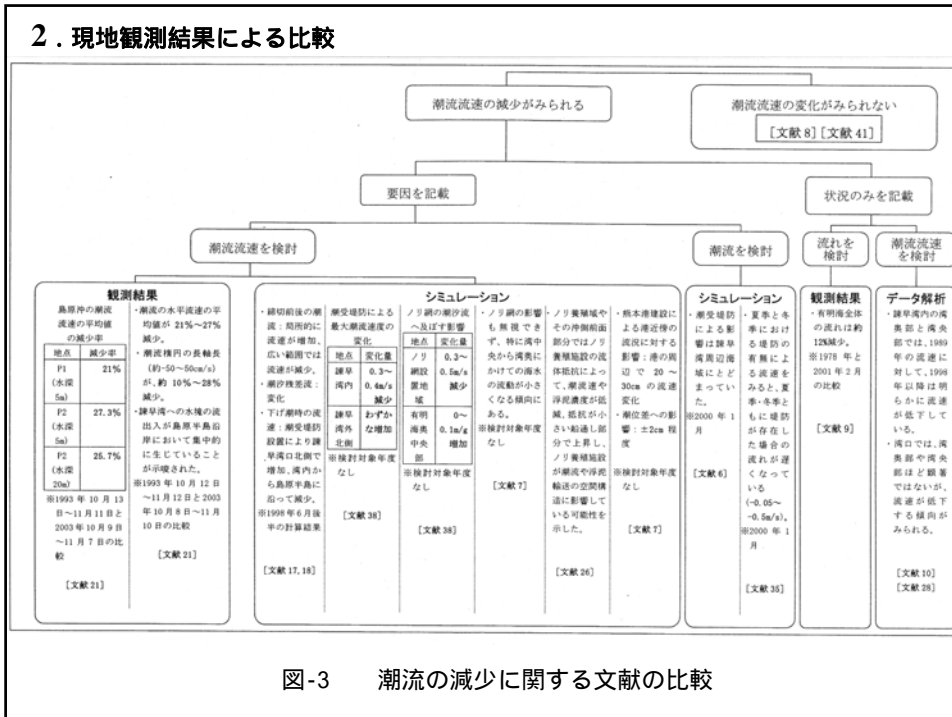 2．現地観測結果による比較
潮流流速の減少がみられる
潮流流速の変化がみられない
[文献 8] [文献 41]
要因を記載
状況のみを記載
潮流流速を検討
潮流を検討
流れを
検討
潮流流速
を検討
観測結果
島原沖の潮流
流速の平均値
の減少率
地点 減少率
P1
(水深
5m)
21%
P2
(水深
5m)
27.3%
P2
(水深
20m)
25.7%
※1993 年 10 月 13
日～11 月 11 日と
2003 年 10 月 9 日
～11 月 7 日の比
較
[文献 21]
・潮流の水平流速の平
均値が 21%～27%
減少。
・潮流楕円の長軸長
(約-50～50cm/s)
が、約 10%～28%
減少。
・諫早湾への水塊の流
出入が島原半島沿
岸において集中的
に生じていること
が示唆された。
※1993 年 10 月 12 日
～11 月 12 日と 2003
年 10 月 8 日～11 月
10 日の比較
[文献 21]
シミュレーション
・締切前後の潮
流：局所的に
流速が増加、
広い範囲では
流速が減少。
・潮汐残差流：
変化
・下げ潮時の流
速：潮受堤防
設置により諫
早湾口北側で
増加、湾内か
ら島原半島に
沿って減少。
※1998 年 6 月後
半の計算結果
[文献 17, 18]
潮受堤防による
最大潮流速度の
変化
地点 変化量
諫早
湾内
0.3～
0.4m/s
減少
諫早
湾外
北側
わずか
な増加
※検討対象年度
なし
[文献 38]
ノリ網の潮汐流
へ及ぼす影響
地点 変化量
ノリ
網設
置地
域
0.3～
0.5m/s
減少
有明
海奥
中央
部
0～
0.1m/s
増加
※検討対象年度
なし
[文献 38]
・ノリ網の影響
も無視でき
ず、特に湾中
央から湾奥に
かけての海水
の流動が小さ
くなる傾向に
ある。
※検討対象年度
なし
[文献 7]
・ノリ養殖域や
その沖側前面
部分ではノリ
養殖施設の流
体抵抗によっ
て、潮流速や
浮泥濃度が低
減、抵抗が小
さい船通し部
分で上昇し、
ノリ養殖施設
が潮流や浮泥
輸送の空間構
造に影響して
いる可能性を
示した。
[文献 26]
・熊本港建設に
よる港近傍の
流況に対する
影響：港の周
辺で 20～
30cm の流速
変化
・潮位差への影
響：±2cm 程
度
※検討対象年度
なし
[文献 7]
シミュレーション
・潮受堤防
による影
響は諫早
湾周辺海
域にとど
まってい
た。
※2000 年 1
月
[文献 6]
・夏季と冬
季におけ
る堤防の
有無によ
る流速を
みると、夏
季・冬季と
もに堤防
が存在し
た場合の
流れが遅
くなって
いる
(-0.05～
-0.5m/s)。
※2000 年 1
月
[文献 35]
観測結果
・有明海全体
の流れは約
12%減少。
※1978 年と
2001 年 2 月
の比較
[文献 9]
データ解析
・諫早湾内の湾
奥部と湾央
部では、1989
年の流速に
対して、1998
年以降は明
らかに流速
が低下して
いる。
・湾口では、湾
奥部や湾央
部ほど顕著
ではないが、
流速が低下
する傾向が
みられる。
[文献 10]
[文献 28]
図-3 潮流の減少に関する文献の比較